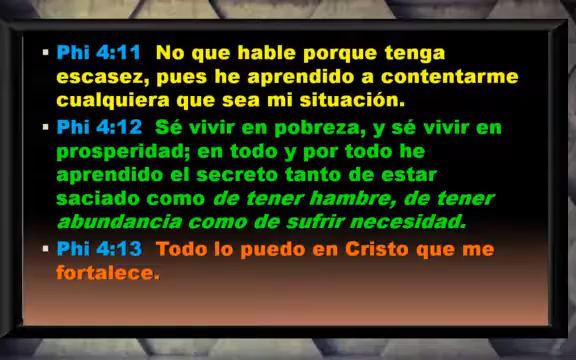 ▪ Phi 4:11 No que hable porque tenga
escasez, pues he aprendido a contentarme
cualquiera que sea mi situación.
▪ Phi 4:12 Sé vivir en pobreza, y sé vivir en
prosperidad; en todo y por todo he
aprendido el secreto tanto de estar
saciado como de tener hambre, de tener
abundancia como de sufrir necesidad.
▪ Phi 4:13 Todo lo puedo en Cristo que me
fortalece.